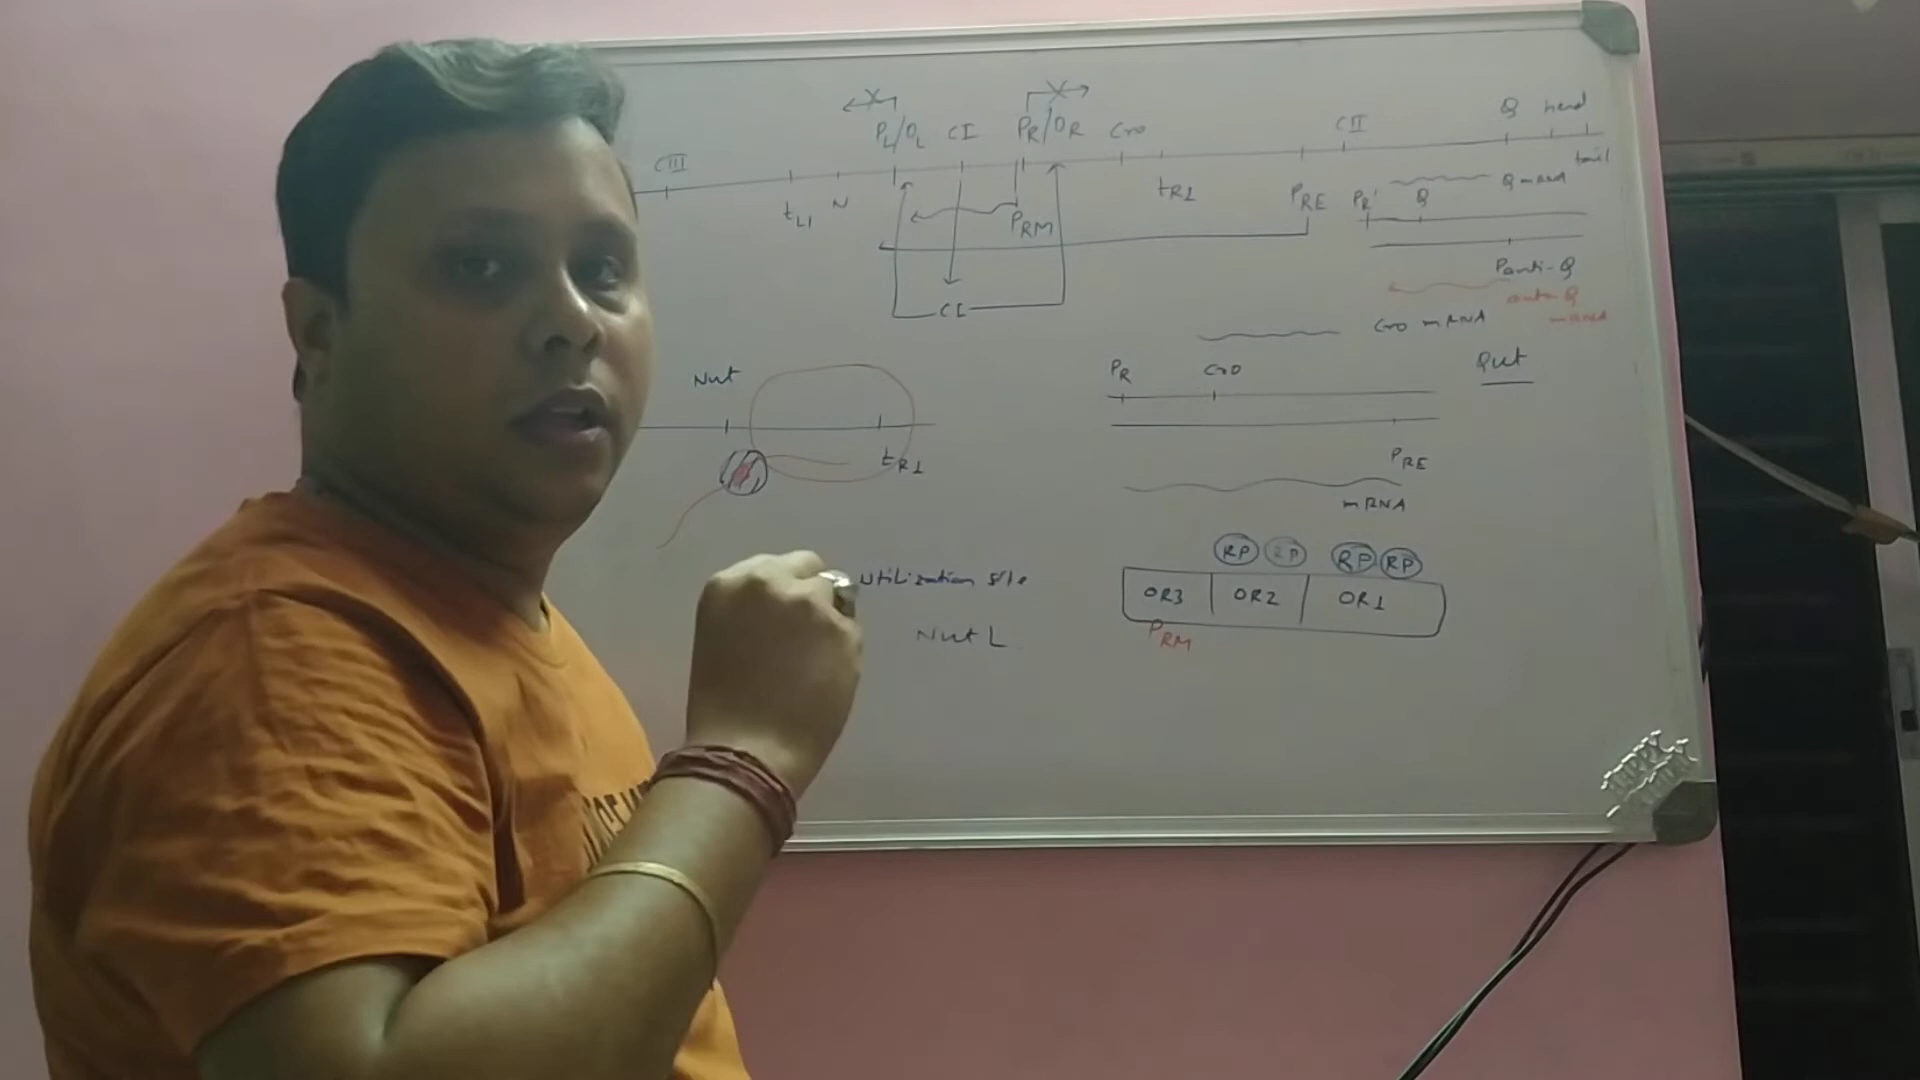 Q head
PL/OL CI PR/OR Cro CII
CIII
tail
tL1 N tR1 PRE PR' Q Q mRNA
PRM
Panti-Q
CI
anti Q
mRNA
Cro mRNA
Nut
PR Cro
Qut
tR1
PRE
mRNA
RP RP RP RP
Utilization site
OR3 OR2 OR1
Nut L
PRM